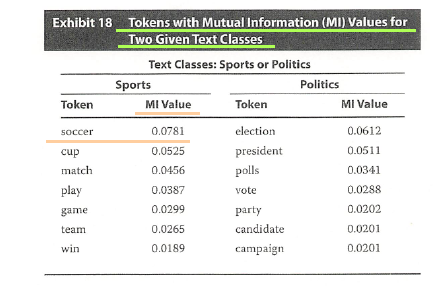 Exhibit 18 Tokens with Mutual Information (MI) Values for
Two Given Text Classes
Text Classes: Sports or Politics
Sports Politics
Token MI Value Token MI Value
soccer 0.0781 election 0.0612
cup 0.0525 president 0.0511
match 0.0456 polls 0.0341
play 0.0387 vote 0.0288
game 0.0299 party 0.0202
team 0.0265 candidate 0.0201
win 0.0189 campaign 0.0201